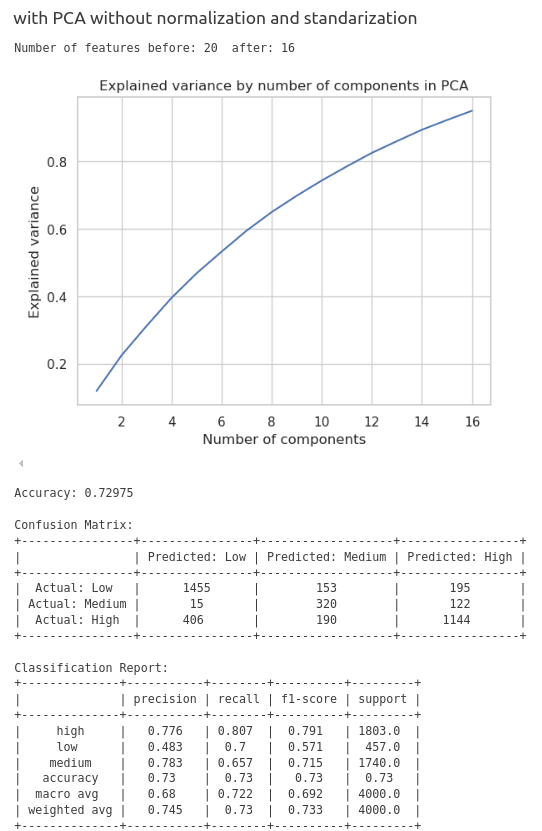 with PCA without normalization and standarization
Number of features before: 20  after: 16
Explained variance by number of components in PCA
0.8
0.6
0.4
0.2
Explained variance
2 4 6 8 10 12 14 16
Number of components
Accuracy: 0.72975
Confusion Matrix:
+---------------+----------------+-------------------+-----------------+
|               | Predicted: Low | Predicted: Medium | Predicted: High |
+---------------+----------------+-------------------+-----------------+
|  Actual: Low   |      1455      |        153        |       195       |
| Actual: Medium |       15       |        320        |       122       |
|  Actual: High  |      406       |        190        |      1144       |
+---------------+----------------+-------------------+-----------------+
Classification Report:
+--------------+-----------+--------+----------+---------+
|              | precision | recall | f1-score | support |
+--------------+-----------+--------+----------+---------+
|     high     |   0.776   | 0.807  |  0.791   | 1803.0  |
|     low      |   0.483   |  0.7   |  0.571   |  457.0  |
|    medium    |   0.783   | 0.657  |  0.715   | 1740.0  |
|   accuracy   |   0.73    |  0.73  |   0.73   |  0.73   |
|  macro avg   |   0.68    | 0.722  |  0.692   | 4000.0  |
| weighted avg |   0.745   |  0.73  |  0.733   | 4000.0  |
+--------------+-----------+--------+----------+---------+